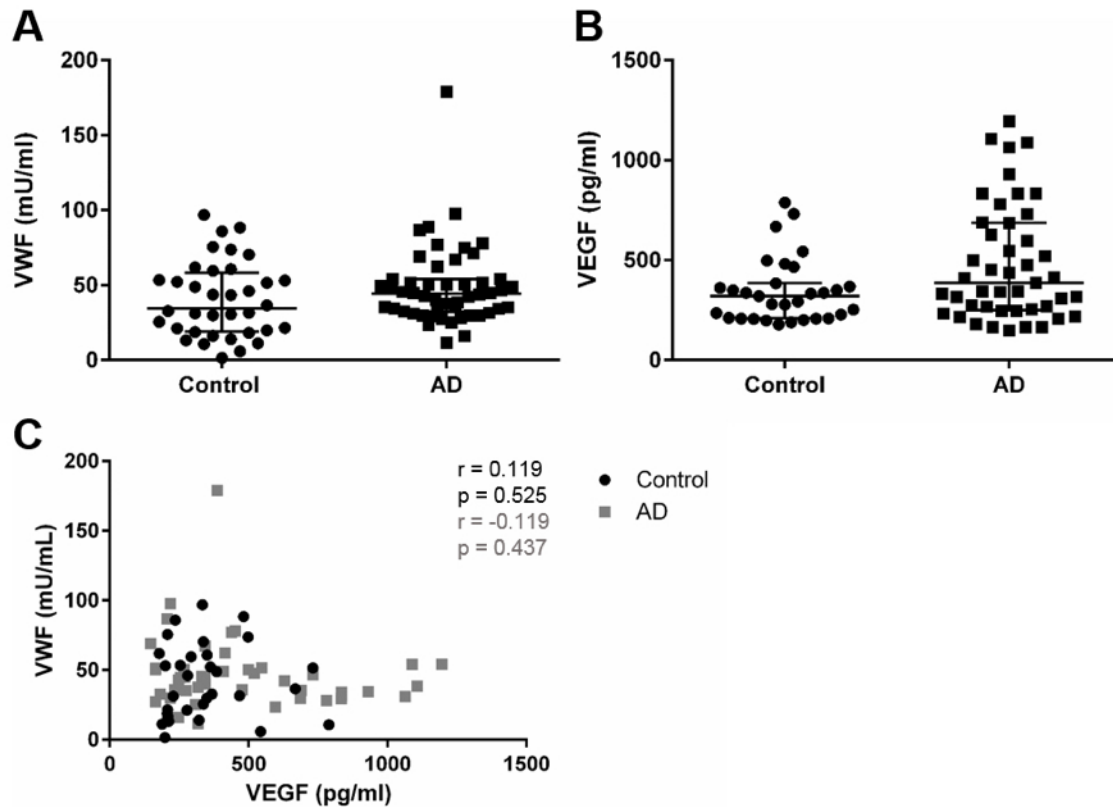 A
VWF (mU/ml)
200
150
100
50
0
Control
AD
B
VEGF (pg/ml)
1500
1000
500
0
Control
AD
C
VWF (mU/mL)
200
150
100
50
0
0
500
1000
1500
VEGF (pg/ml)
r = 0.119
p = 0.525
r = -0.119
p = 0.437
Control
AD